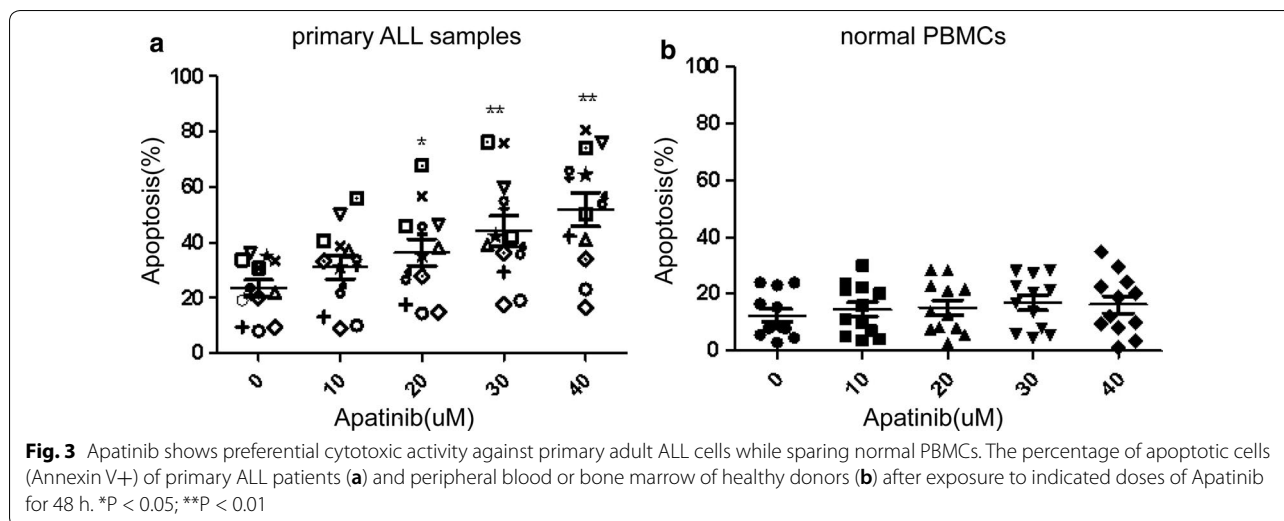 a primary ALL samples
Apoptosis(%)
100
80
60
40
20
0
* ** **
0 10 20 30 40
Apatinib(uM)
b normal PBMCs
Apoptosis(%)
100
80
60
40
20
0
0 10 20 30 40
Apatinib(uM)
Fig. 3 Apatinib shows preferential cytotoxic activity against primary adult ALL cells while sparing normal PBMCs. The percentage of apoptotic cells
(Annexin V+) of primary ALL patients (a) and peripheral blood or bone marrow of healthy donors (b) after exposure to indicated doses of Apatinib
for 48 h. *P < 0.05; **P < 0.01